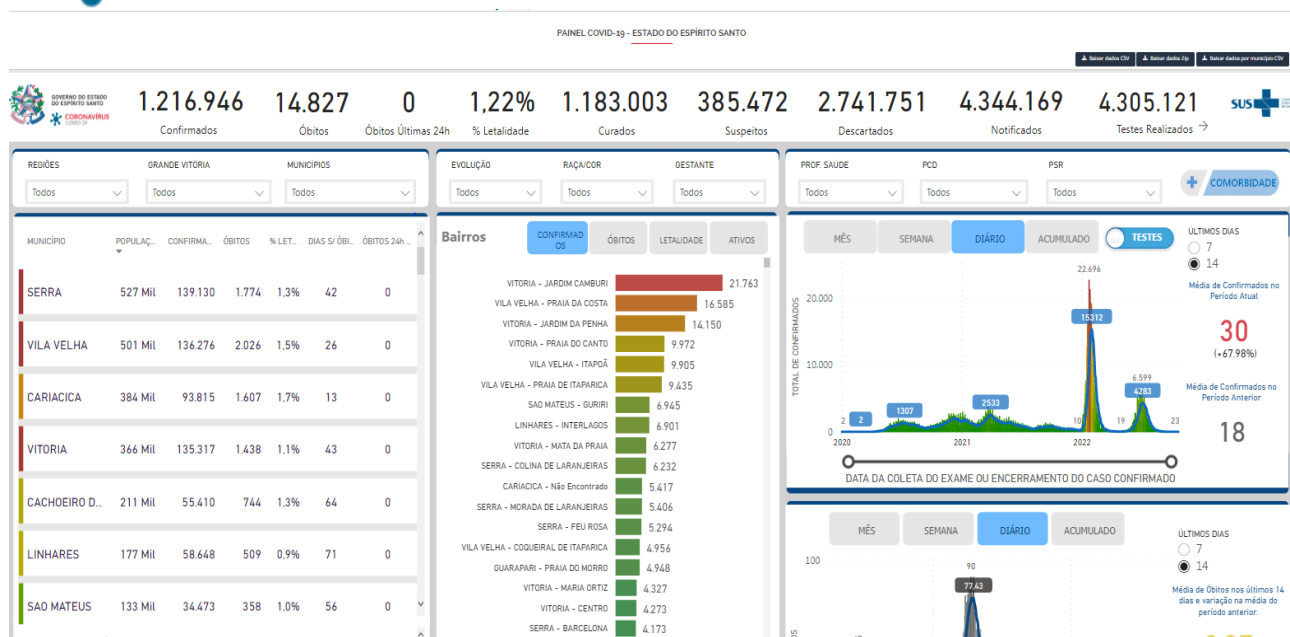 PAINEL COVID-19 - ESTADO DO ESPÍRITO SANTO
Baixar dados CSV
Baixar dados Zip
Baixar dados por município CSV
GOVERNO DO ESTADO
DO ESPÍRITO SANTO
CORONAVÍRUS
COVID-19
1.216.946
Confirmados
14.827
Óbitos
0
Óbitos Últimas 24h
1,22%
% Letalidade
1.183.003
Curados
385.472
Suspeitos
2.741.751
Descartados
4.344.169
Notificados
4.305.121
Testes Realizados
SUS
REGIÕES
Todos
GRANDE VITÓRIA
Todos
MUNICÍPIOS
Todos
EVOLUÇÃO
Todos
RAÇA/COR
Todos
GESTANTE
Todos
PROF. SAÚDE
Todos
PCD
Todos
PSR
Todos
COMORBIDADE
MUNICÍPIO POPULAÇ... CONFIRMA... ÓBITOS % LET... DIAS S/ ÓBI... ÓBITOS 24h ...
SERRA 527 Mil 139.130 1.774 1,3% 42 0
VILA VELHA 501 Mil 136.276 2.026 1,5% 26 0
CARIACICA 384 Mil 93.815 1.607 1,7% 13 0
VITORIA 366 Mil 135.317 1.438 1,1% 43 0
CACHOEIRO D... 211 Mil 55.410 744 1,3% 64 0
LINHARES 177 Mil 58.648 509 0,9% 71 0
SAO MATEUS 133 Mil 34.473 358 1,0% 56 0
Bairros
CONFIRMAD
OS
ÓBITOS
LETALIDADE
ATIVOS
VITORIA - JARDIM CAMBURI 21.763
VILA VELHA - PRAIA DA COSTA 16.585
VITORIA - JARDIM DA PENHA 14.150
VITORIA - PRAIA DO CANTO 9.972
VILA VELHA - ITAPOÃ 9.905
VILA VELHA - PRAIA DE ITAPARICA 9.435
SAO MATEUS - GURIRI 6.945
LINHARES - INTERLAGOS 6.901
VITORIA - MATA DA PRAIA 6.277
SERRA - COLINA DE LARANJEIRAS 6.232
CARIACICA - Não Encontrado 5.417
SERRA - MORADA DE LARANJEIRAS 5.406
SERRA - FEU ROSA 5.294
VILA VELHA - COQUEIRAL DE ITAPARICA 4.956
GUARAPARI - PRAIA DO MORRO 4.948
VITORIA - MARIA ORTIZ 4.327
VITORIA - CENTRO 4.273
SERRA - BARCELONA 4.173
MÊS
SEMANA
DIÁRIO
ACUMULADO
TESTES
TOTAL DE CONFIRMADOS
20.000
10.000
0
22.696
15312
6.599
4283
2533
1307
2
2
10
19
23
2020
2021
2022
DATA DA COLETA DO EXAME OU ENCERRAMENTO DO CASO CONFIRMADO
ÚLTIMOS DIAS
7
14
Média de Confirmados no
Período Atual
30
(+67.98%)
Média de Confirmados no
Período Anterior
18
MÊS
SEMANA
DIÁRIO
ACUMULADO
100
90
77,43
ÚLTIMOS DIAS
7
14
Média de Óbitos nos últimos 14
dias e variação na média do
período anterior: